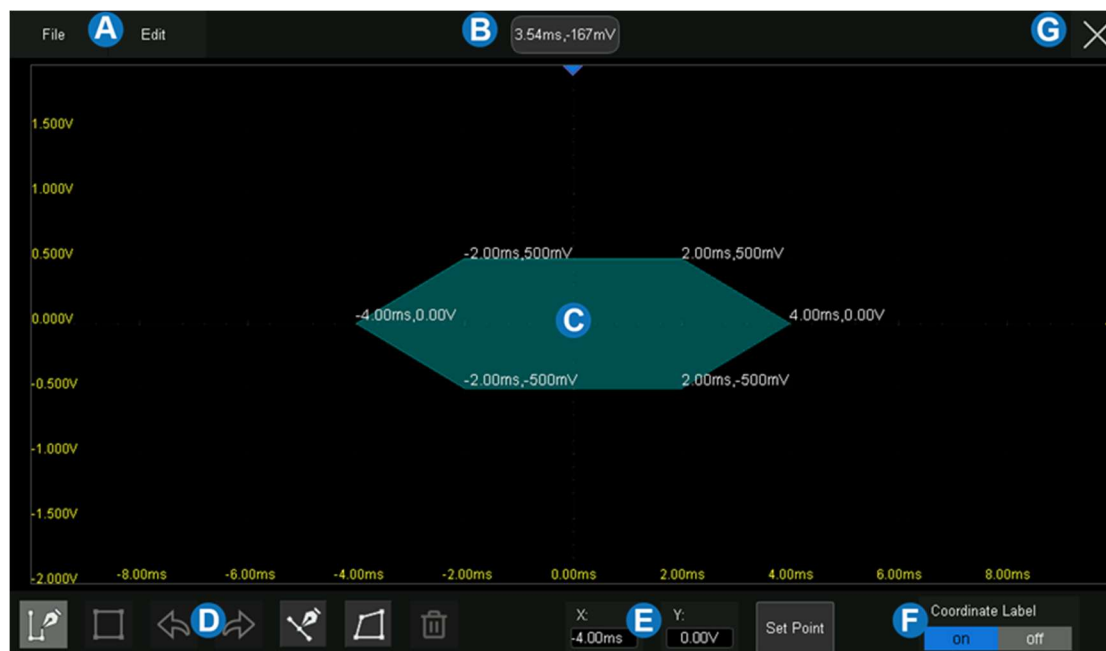 File A Edit B 3.54ms,-167mV G
1.500V
1.000V
0.500V
-2.00ms,500mV 2.00ms,500mV
0.000V
-4.00ms,0.00V C 4.00ms,0.00V
-0.500V
-2.00ms,-500mV 2.00ms,-500mV
-1.000V
-1.500V
-2.000V -8.00ms -6.00ms -4.00ms -2.00ms 0.00ms 2.00ms 4.00ms 6.00ms 8.00ms
Coordinate Label
X: Y:
D E Set Point F
-4.00ms 0.00V on off